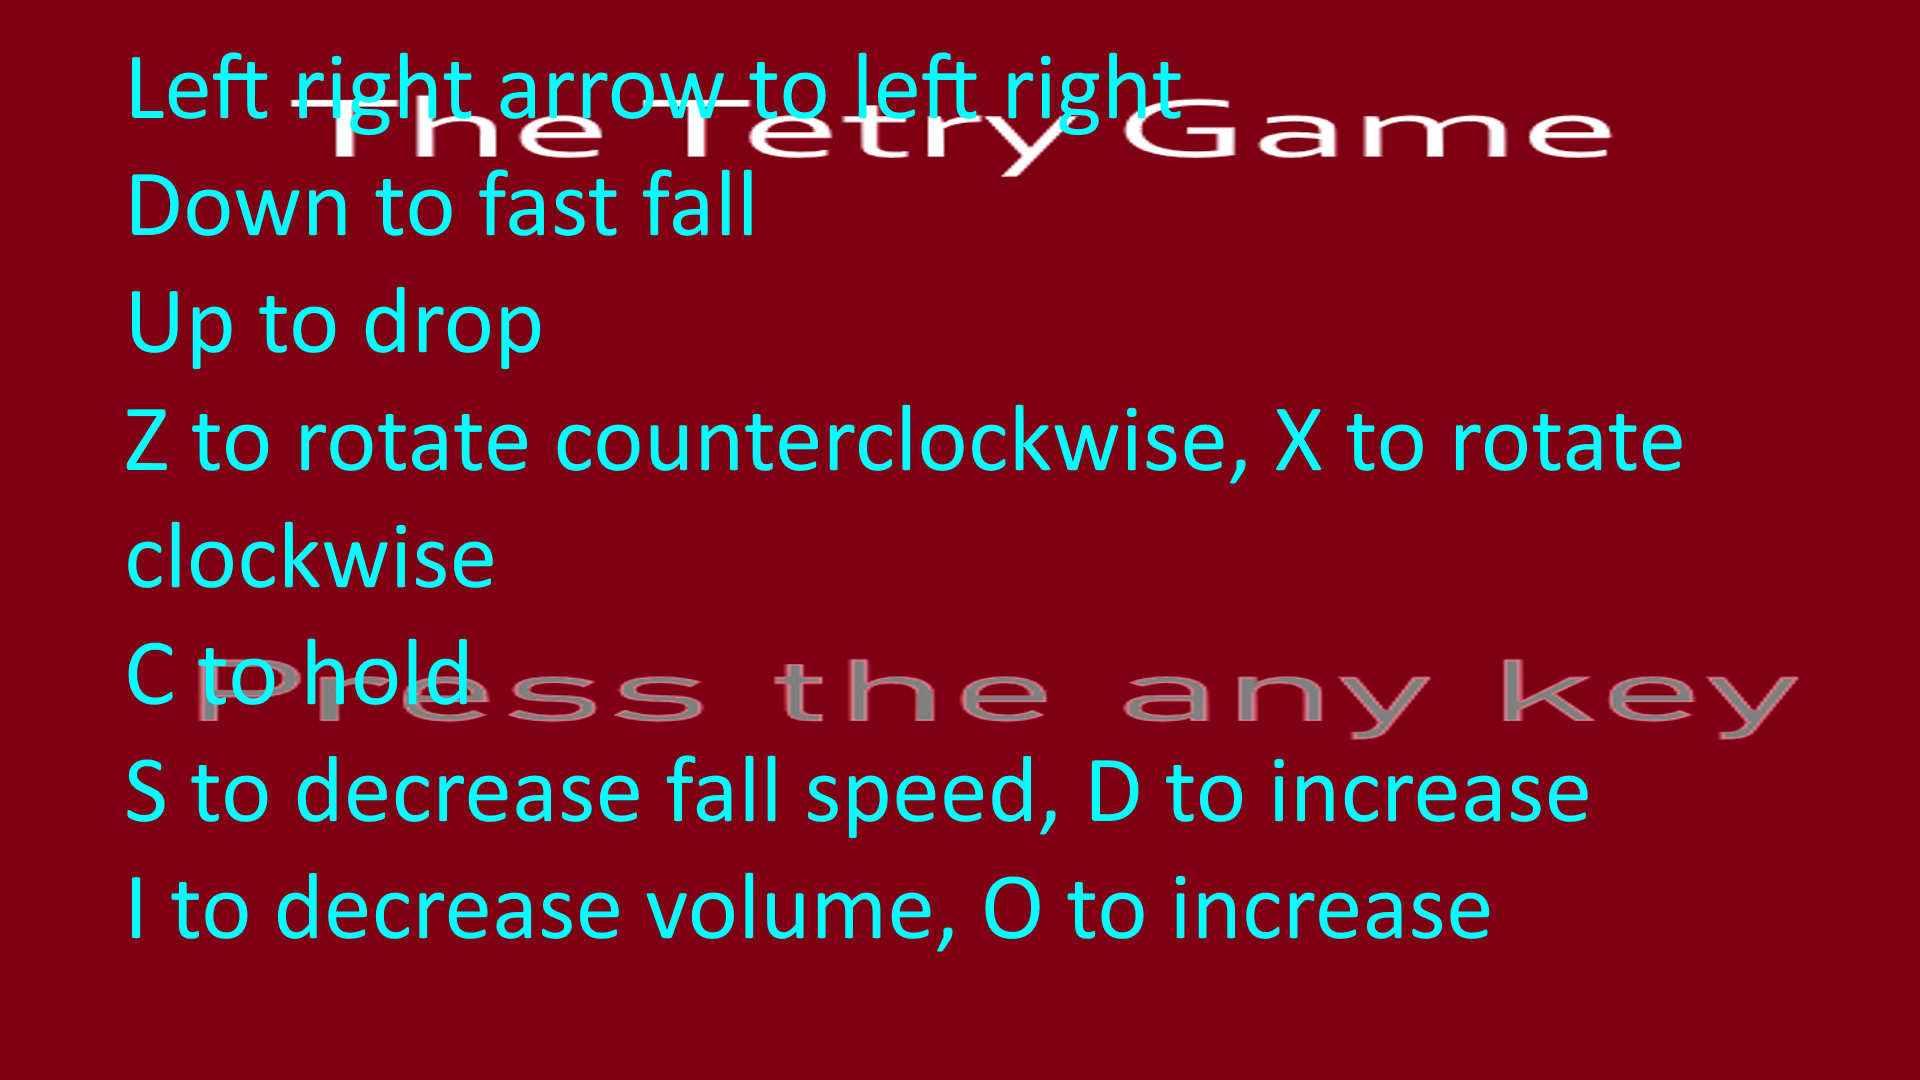 Left right arrow to left right
The Tetry Game
Down to fast fall
Up to drop
Z to rotate counterclockwise, X to rotate
clockwise
C to hold
Press the any key
S to decrease fall speed, D to increase
I to decrease volume, O to increase